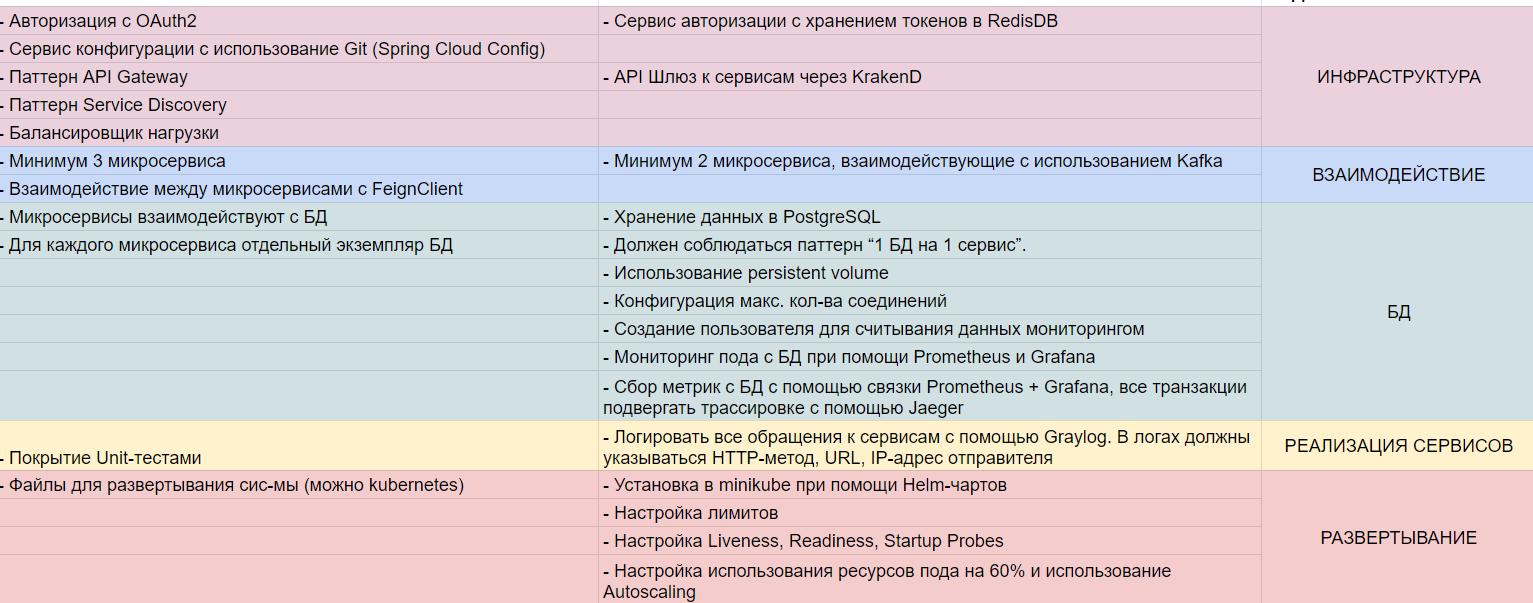 - Авторизация с OAuth2
- Сервис авторизации с хранением токенов в RedisDB
- Сервис конфигурации с использование Git (Spring Cloud Config)
- Паттерн API Gateway
- API Шлюз к сервисам через KrakenD
ИНФРАСТРУКТУРА
- Паттерн Service Discovery
- Балансировщик нагрузки
- Минимум 3 микросервиса
- Минимум 2 микросервиса, взаимодействующие с использованием Kafka
ВЗАИМОДЕЙСТВИЕ
- Взаимодействие между микросервисами с FeignClient
- Микросервисы взаимодействуют с БД
- Хранение данных в PostgreSQL
- Для каждого микросервиса отдельный экземпляр БД
- Должен соблюдаться паттерн “1 БД на 1 сервис”.
- Использование persistent volume
- Конфигурация макс. кол-ва соединений
БД
- Создание пользователя для считывания данных мониторингом
- Мониторинг пода с БД при помощи Prometheus и Grafana
- Сбор метрик с БД с помощью связки Prometheus + Grafana, все транзакции
подвергать трассировке с помощью Jaeger
- Покрытие Unit-тестами
- Логировать все обращения к сервисам с помощью Graylog. В логах должны
указываться HTTP-метод, URL, IP-адрес отправителя
РЕАЛИЗАЦИЯ СЕРВИСОВ
- Файлы для развертывания сис-мы (можно kubernetes)
- Установка в minikube при помощи Helm-чартов
- Настройка лимитов
- Настройка Liveness, Readiness, Startup Probes
РАЗВЕРТЫВАНИЕ
- Настройка использования ресурсов пода на 60% и использование
Autoscaling